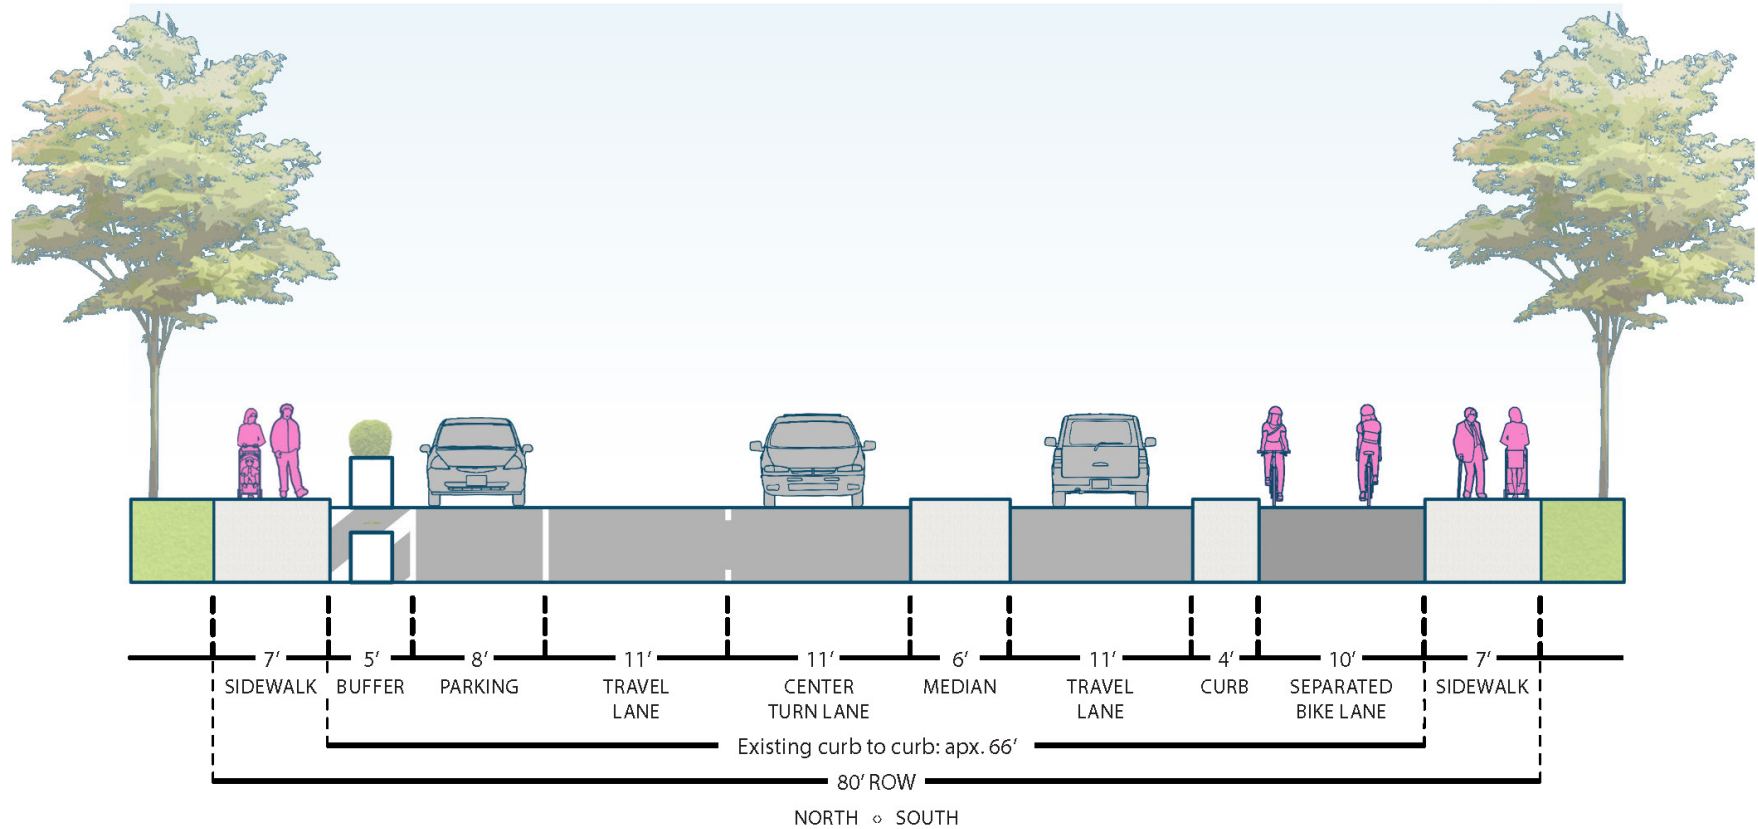 7′ 5′ 8′ 11′ 11′ 6′ 11′ 4′ 10′ 7′
SIDEWALK BUFFER PARKING TRAVEL CENTER MEDIAN TRAVEL CURB SEPARATED SIDEWALK
LANE TURN LANE LANE BIKE LANE
Existing curb to curb: apx. 66′
80′ ROW
NORTH ‹› SOUTH